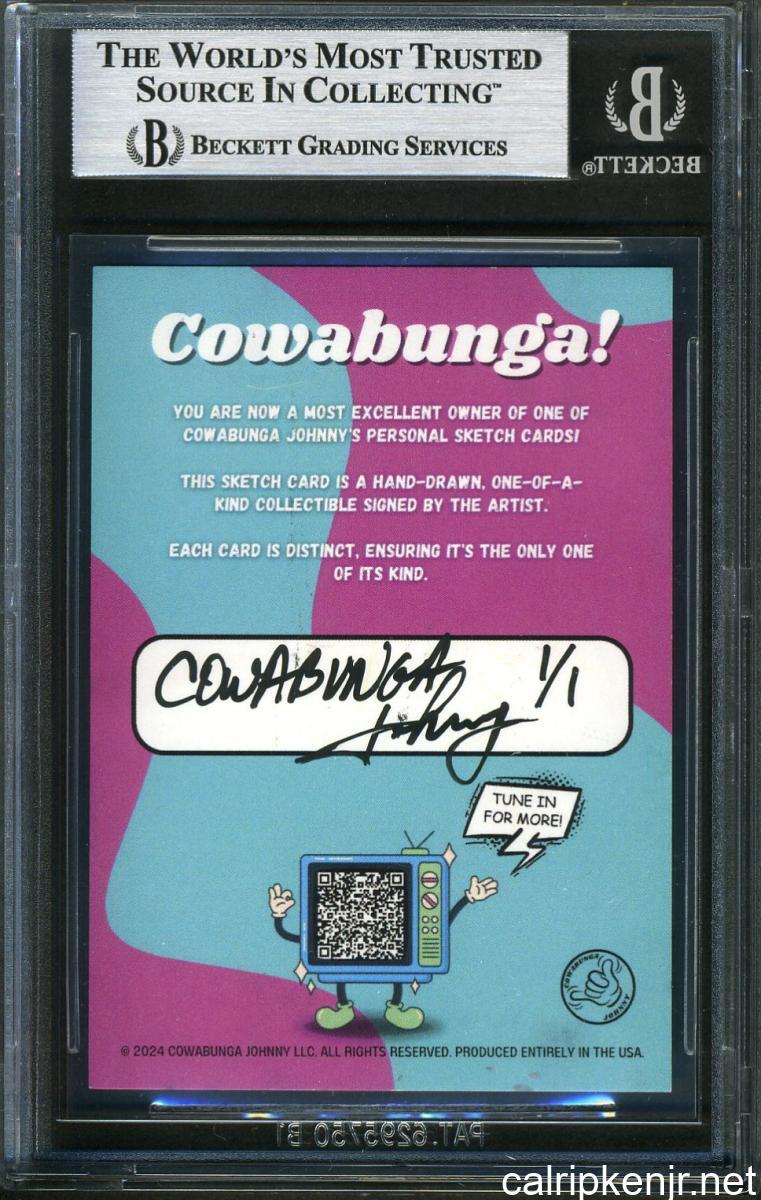 THE WORLD'S MOST TRUSTED
SOURCE IN COLLECTING™
B BECKETT GRADING SERVICES
B
BECKETT®
Cowabunga!
YOU ARE NOW A MOST EXCELLENT OWNER OF ONE OF
COWABUNGA JOHNNY'S PERSONAL SKETCH CARDS!
THIS SKETCH CARD IS A HAND-DRAWN, ONE-OF-A-
KIND COLLECTIBLE SIGNED BY THE ARTIST.
EACH CARD IS DISTINCT, ENSURING IT'S THE ONLY ONE
OF ITS KIND.
COWABUNGA 1/1
Johnny
TUNE IN
FOR MORE!
COWABUNGA
JOHNNY
© 2024 COWABUNGA JOHNNY LLC. ALL RIGHTS RESERVED. PRODUCED ENTIRELY IN THE USA.
PAT. 6295750 B1
calripkenjr.net